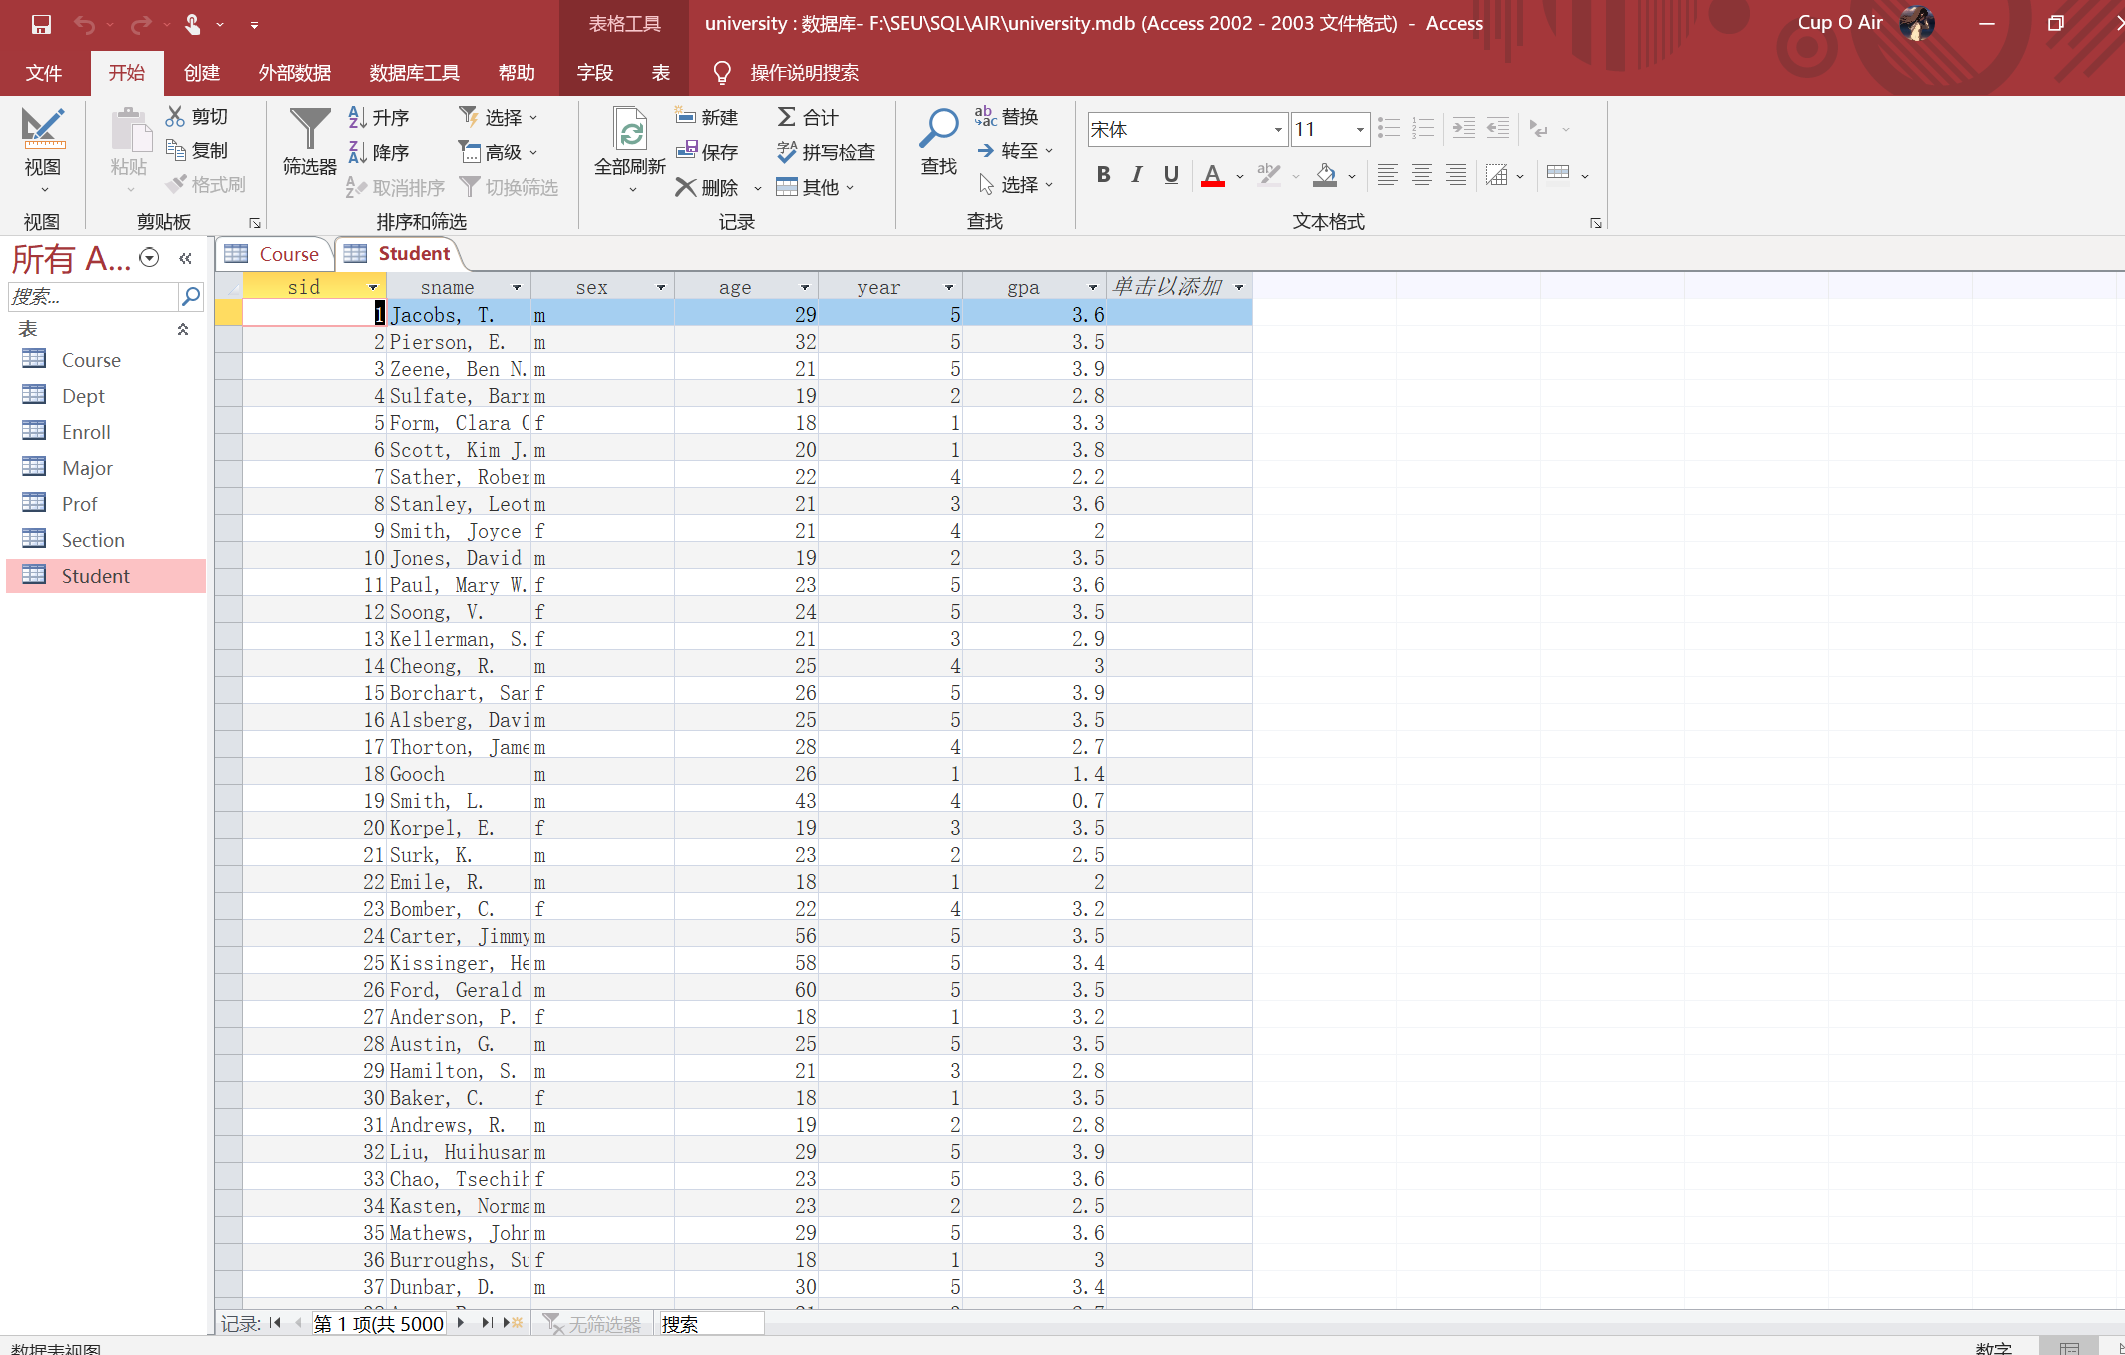 表格工具 university : 数据库- F:\SEU\SQL\AIR\university.mdb (Access 2002 - 2003 文件格式) - Access Cup O Air
文件 开始 创建 外部数据 数据库工具 帮助 字段 表 操作说明搜索
视图 粘贴 剪切 复制 格式刷 筛选器 升序 降序 取消排序 选择 高级 切换筛选 全部刷新 新建 保存 删除 合计 拼写检查 其他 查找 替换 转至 选择 宋体 11 B I U A
视图 剪贴板 排序和筛选 记录 查找 文本格式
所有 A...
搜索...
表
Course
Dept
Enroll
Major
Prof
Section
Student
Course Student
sid sname sex age year gpa 单击以添加
1 Jacobs, T. m 29 5 3.6
2 Pierson, E. m 32 5 3.5
3 Zeene, Ben N. m 21 5 3.9
4 Sulfate, Barr m 19 2 2.8
5 Form, Clara f 18 1 3.3
6 Scott, Kim J. m 20 1 3.8
7 Sather, Rober m 22 4 2.2
8 Stanley, Leot m 21 3 3.6
9 Smith, Joyce f 21 4 2
10 Jones, David m 19 2 3.5
11 Paul, Mary W. f 23 5 3.6
12 Soong, V. f 24 5 3.5
13 Kellerman, S. f 21 3 2.9
14 Cheong, R. m 25 4 3
15 Borchart, San f 26 5 3.9
16 Alsberg, Davi m 25 5 3.5
17 Thorton, Jame m 28 4 2.7
18 Gooch m 26 1 1.4
19 Smith, L. m 43 4 0.7
20 Korpel, E. f 19 3 3.5
21 Surk, K. m 23 2 2.5
22 Emile, R. m 18 1 2
23 Bomber, C. f 22 4 3.2
24 Carter, Jimmy m 56 5 3.5
25 Kissinger, He m 58 5 3.4
26 Ford, Gerald m 60 5 3.5
27 Anderson, P. f 18 1 3.2
28 Austin, G. m 25 5 3.5
29 Hamilton, S. m 21 3 2.8
30 Baker, C. f 18 1 3.5
31 Andrews, R. m 19 2 2.8
32 Liu, Huihusan m 29 5 3.9
33 Chao, Tsechih f 23 5 3.6
34 Kasten, Norma m 23 2 2.5
35 Mathews, John m 29 5 3.6
36 Burroughs, Su f 18 1 3
37 Dunbar, D. m 30 5 3.4
记录: 第 1 项(共 5000 无筛选器 搜索
数据表视图 数字